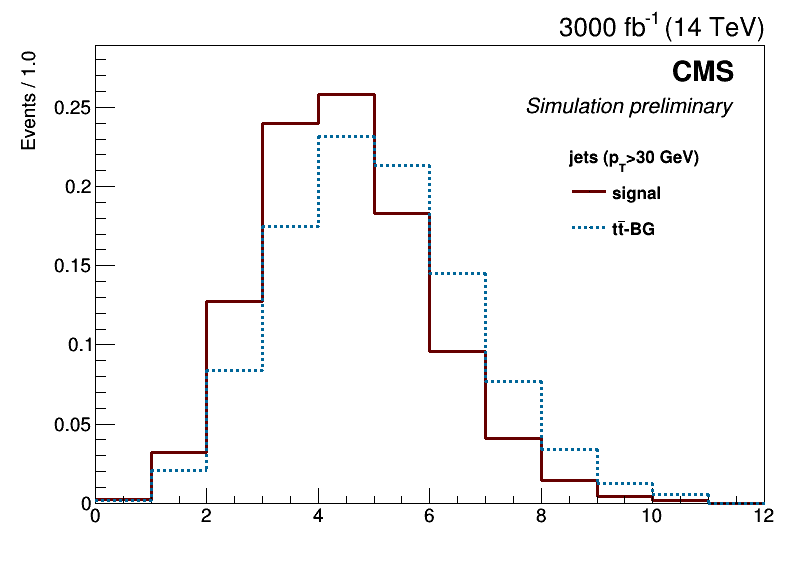 3000 fb⁻¹ (14 TeV)
Events / 1.0
CMS
Simulation preliminary
jets (p_T>30 GeV)
signal
tt̄-BG
0.25
0.2
0.15
0.1
0.05
0
0 2 4 6 8 10 12